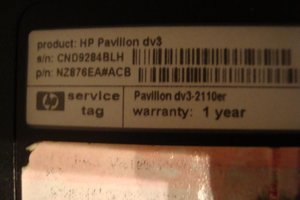 product: HP Pavilion dv3
s/n: CND9284BLH
p/n: NZ876EA#ACB
hp service tag
Pavilion dv3-2110er
warranty: 1 year